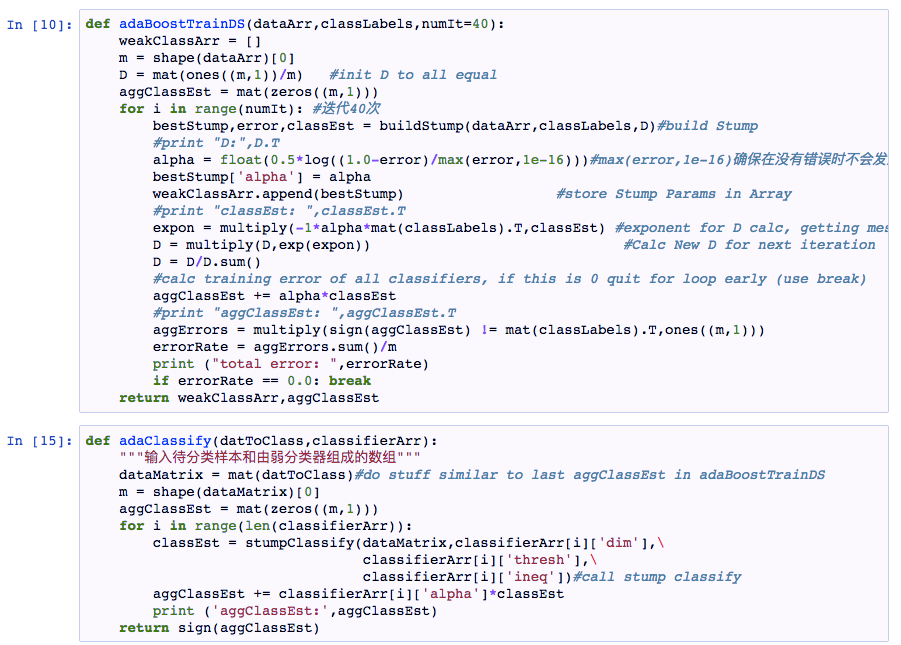 In [10]: def adaBoostTrainDS(dataArr,classLabels,numIt=40):
    weakClassArr = []
    m = shape(dataArr)[0]
    D = mat(ones((m,1))/m)   #init D to all equal
    aggClassEst = mat(zeros((m,1)))
    for i in range(numIt): #迭代40次
        bestStump,error,classEst = buildStump(dataArr,classLabels,D)#build Stump
        #print "D:",D.T
        alpha = float(0.5*log((1.0-error)/max(error,1e-16)))#max(error,1e-16)确保在没有错误时不会发
        bestStump['alpha'] = alpha
        weakClassArr.append(bestStump)                  #store Stump Params in Array
        #print "classEst: ",classEst.T
        expon = multiply(-1*alpha*mat(classLabels).T,classEst) #exponent for D calc, getting
        D = multiply(D,exp(expon))                              #Calc New D for next iteration
        D = D/D.sum()
        #calc training error of all classifiers, if this is 0 quit for loop early (use break)
        aggClassEst += alpha*classEst
        #print "aggClassEst: ",aggClassEst.T
        aggErrors = multiply(sign(aggClassEst) != mat(classLabels).T,ones((m,1)))
        errorRate = aggErrors.sum()/m
        print ("total error: ",errorRate)
        if errorRate == 0.0: break
    return weakClassArr,aggClassEst
In [15]: def adaClassify(datToClass,classifierArr):
    """输入待分类样本和由弱分类器组成的数组"""
    dataMatrix = mat(datToClass)#do stuff similar to last aggClassEst in adaBoostTrainDS
    m = shape(dataMatrix)[0]
    aggClassEst = mat(zeros((m,1)))
    for i in range(len(classifierArr)):
        classEst = stumpClassify(dataMatrix,classifierArr[i]['dim'],\
                                 classifierArr[i]['thresh'],\
                                 classifierArr[i]['ineq'])#call stump classify
        aggClassEst += classifierArr[i]['alpha']*classEst
        print ('aggClassEst:',aggClassEst)
    return sign(aggClassEst)